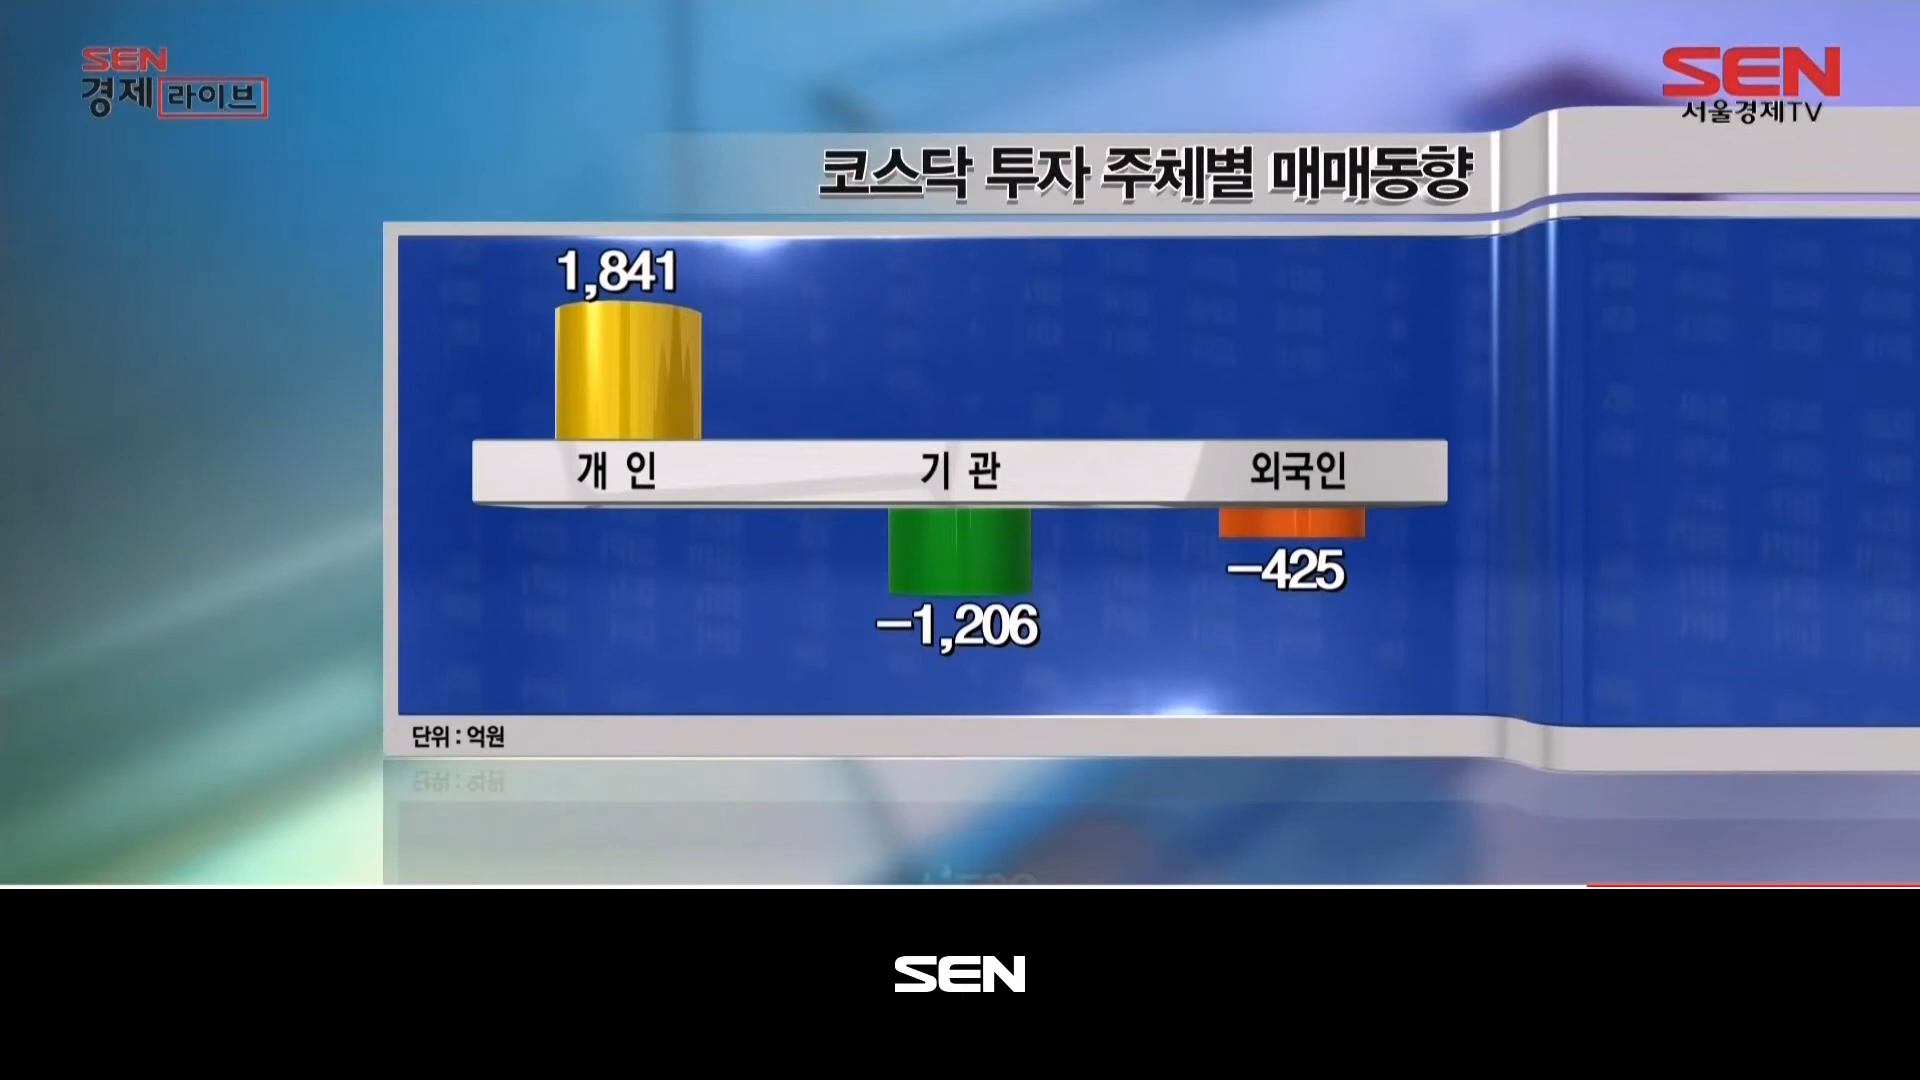 SEN
경제라이브
SEN
서울경제TV
코스닥 투자 주체별 매매동향
1,841
개 인
기 관
외국인
-1,206
-425
단위 : 억원
SEN